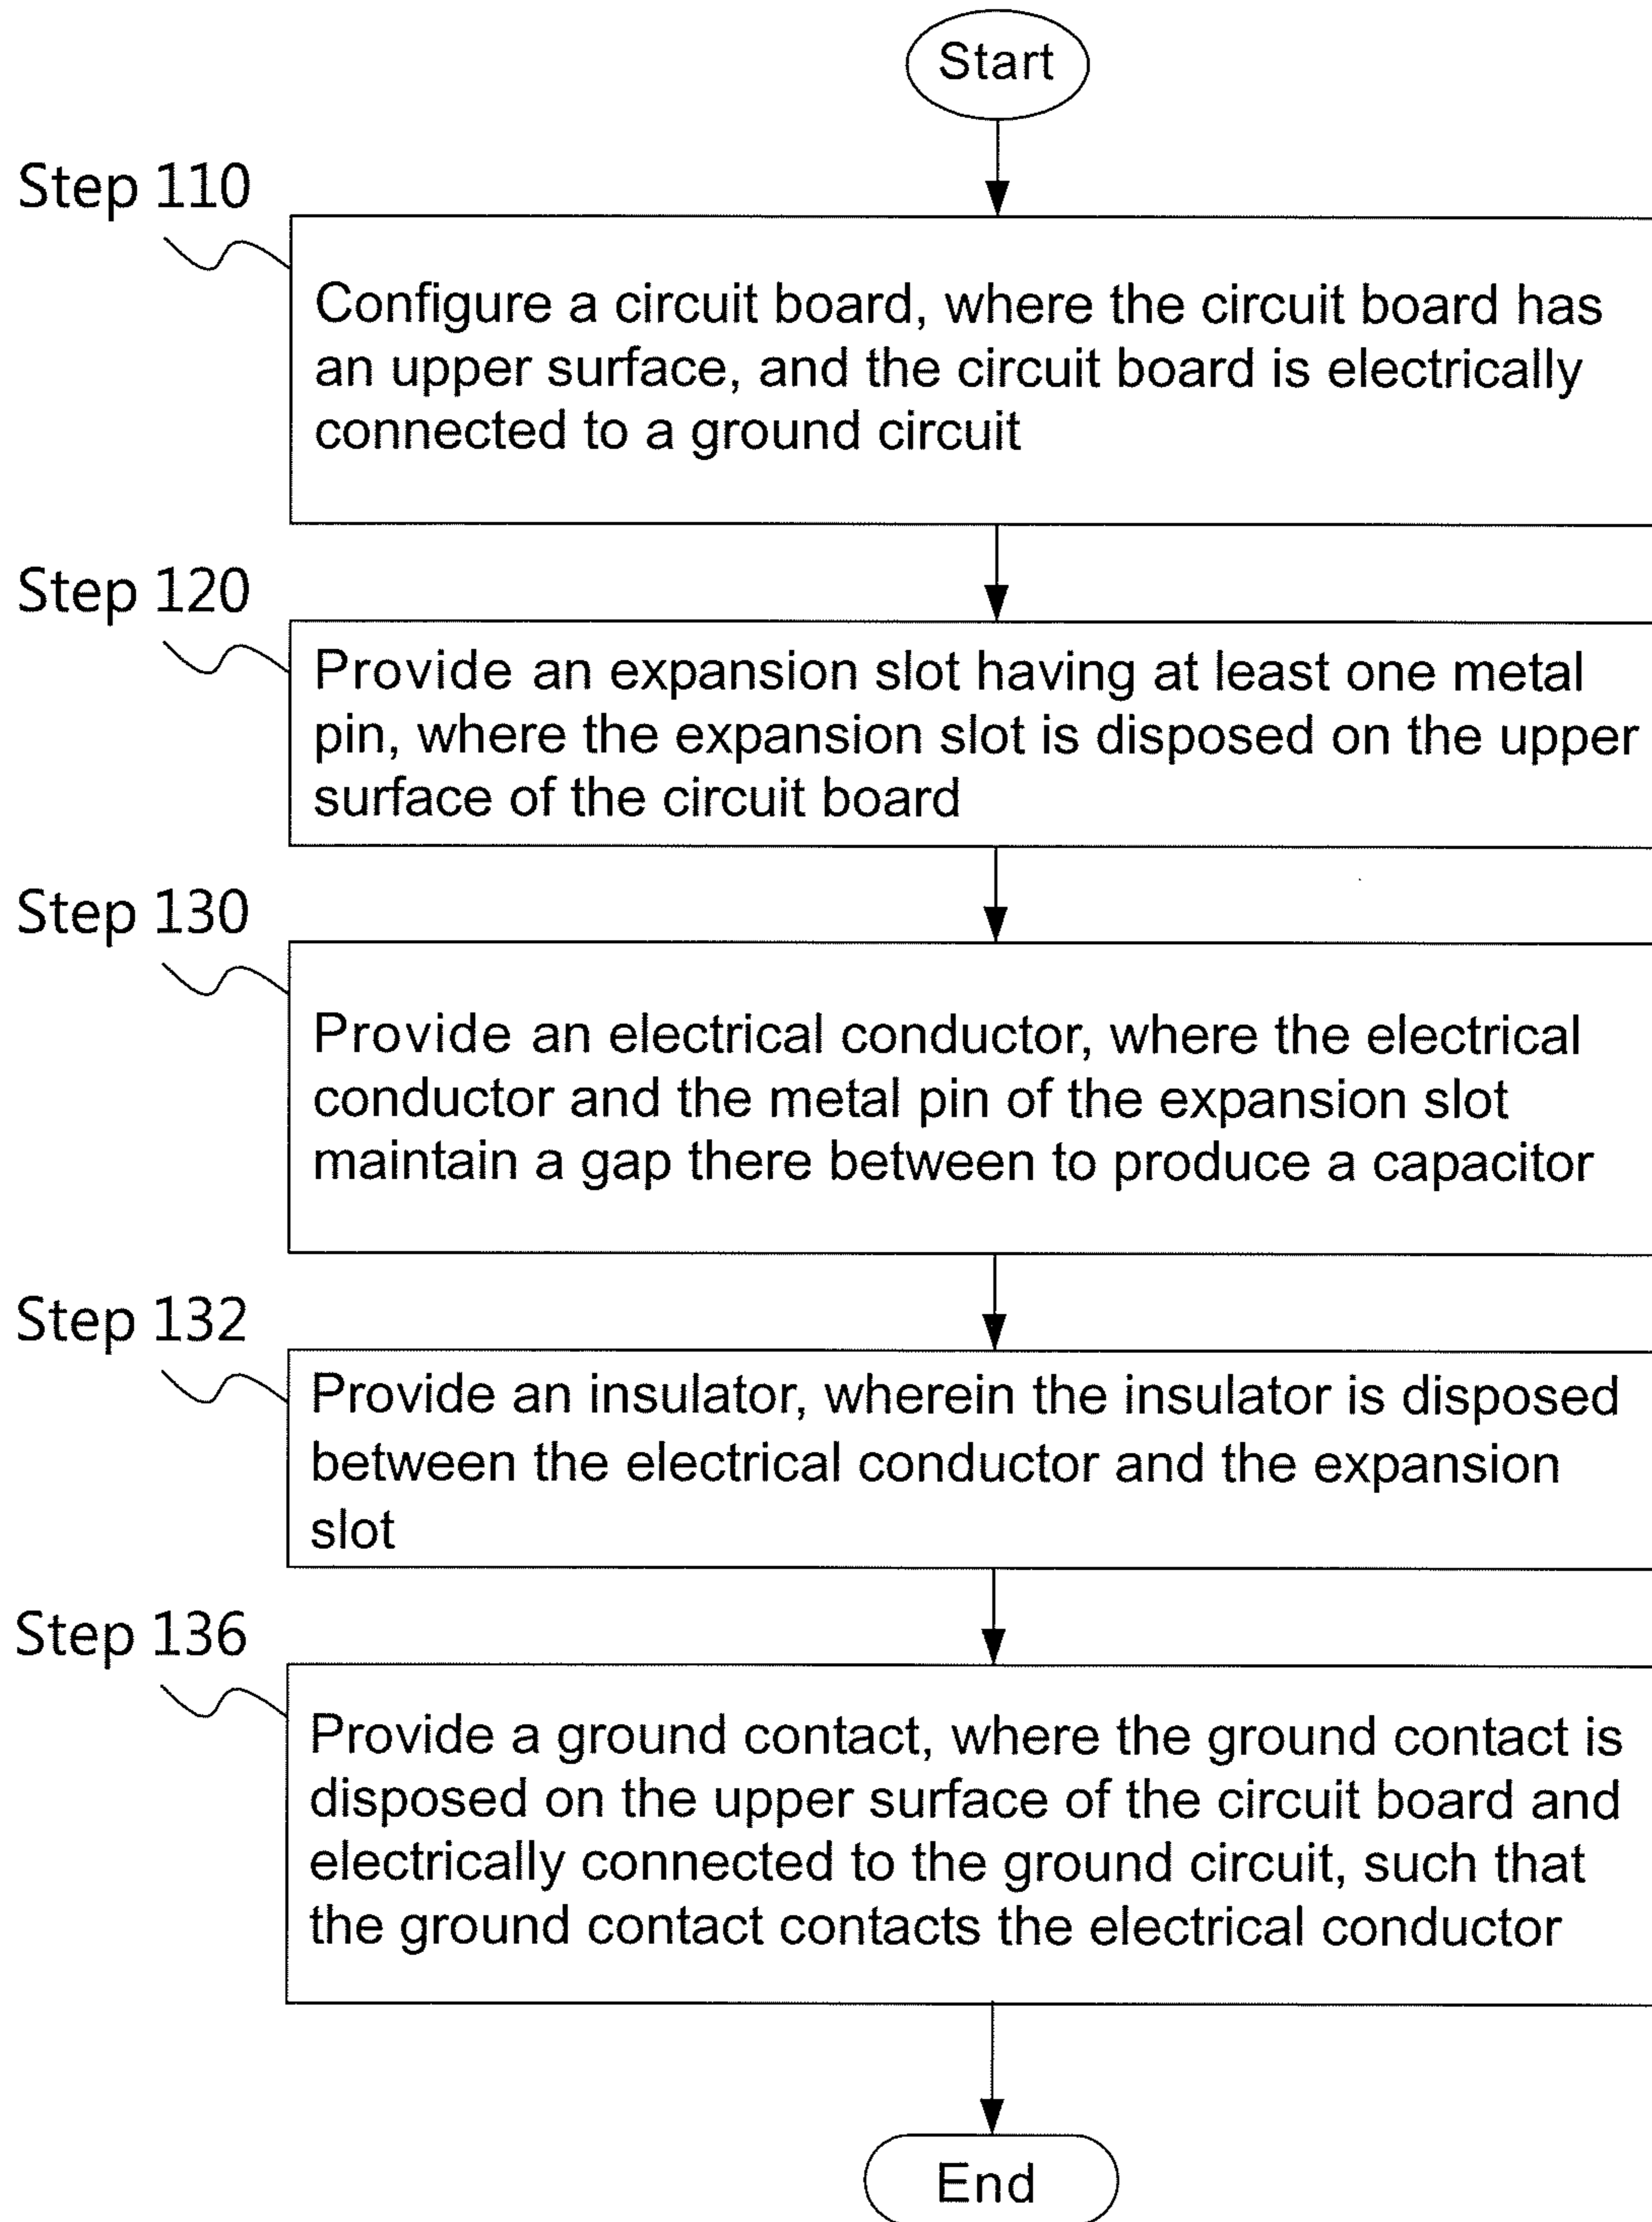 Start
Step 110
Configure a circuit board, where the circuit board has
an upper surface, and the circuit board is electrically
connected to a ground circuit
Step 120
Provide an expansion slot having at least one metal
pin, where the expansion slot is disposed on the upper
surface of the circuit board
Step 130
Provide an electrical conductor, where the electrical
conductor and the metal pin of the expansion slot
maintain a gap there between to produce a capacitor
Step 132
Provide an insulator, wherein the insulator is disposed
between the electrical conductor and the expansion
slot
Step 136
Provide a ground contact, where the ground contact is
disposed on the upper surface of the circuit board and
electrically connected to the ground circuit, such that
the ground contact contacts the electrical conductor
End